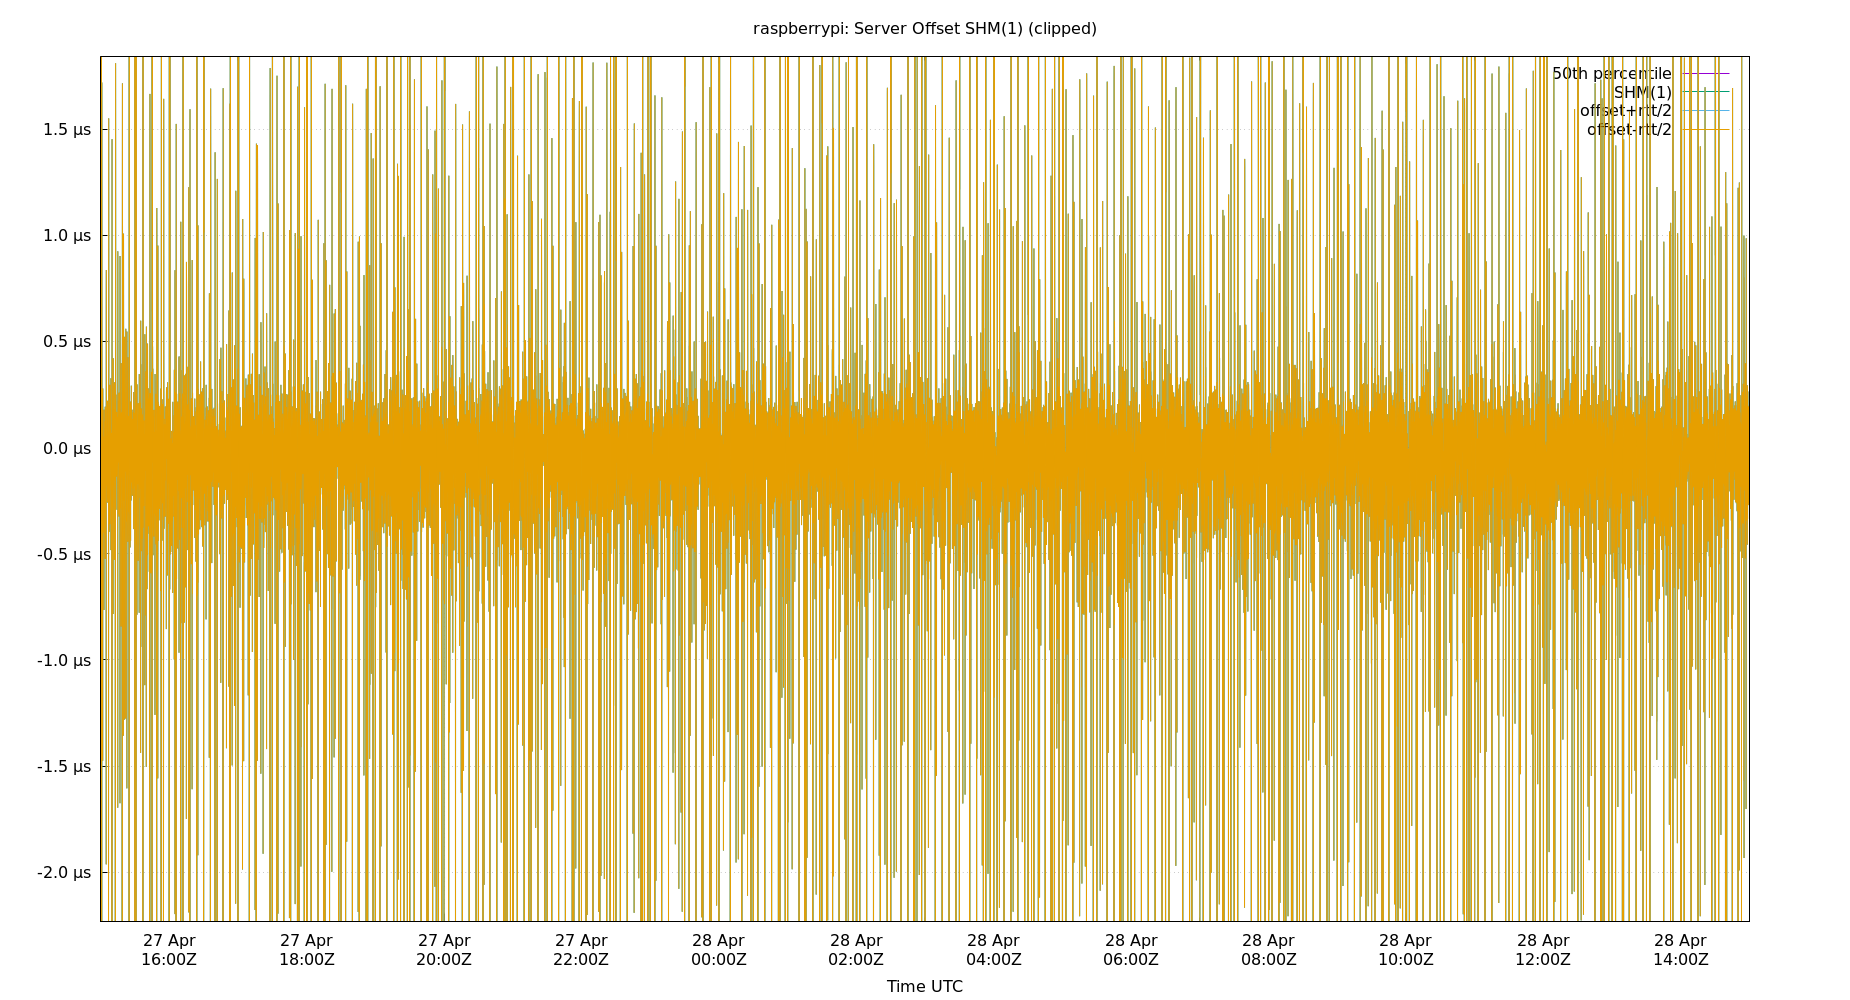 raspberrypi: Server Offset SHM(1) (clipped)
50th percentile
SHM(1)
offset+rtt/2
offset-rtt/2
1.5 µs
1.0 µs
0.5 µs
0.0 µs
-0.5 µs
-1.0 µs
-1.5 µs
-2.0 µs
27 Apr 27 Apr 27 Apr 27 Apr 28 Apr 28 Apr 28 Apr 28 Apr 28 Apr 28 Apr 28 Apr 28 Apr
16:00Z 18:00Z 20:00Z 22:00Z 00:00Z 02:00Z 04:00Z 06:00Z 08:00Z 10:00Z 12:00Z 14:00Z
Time UTC